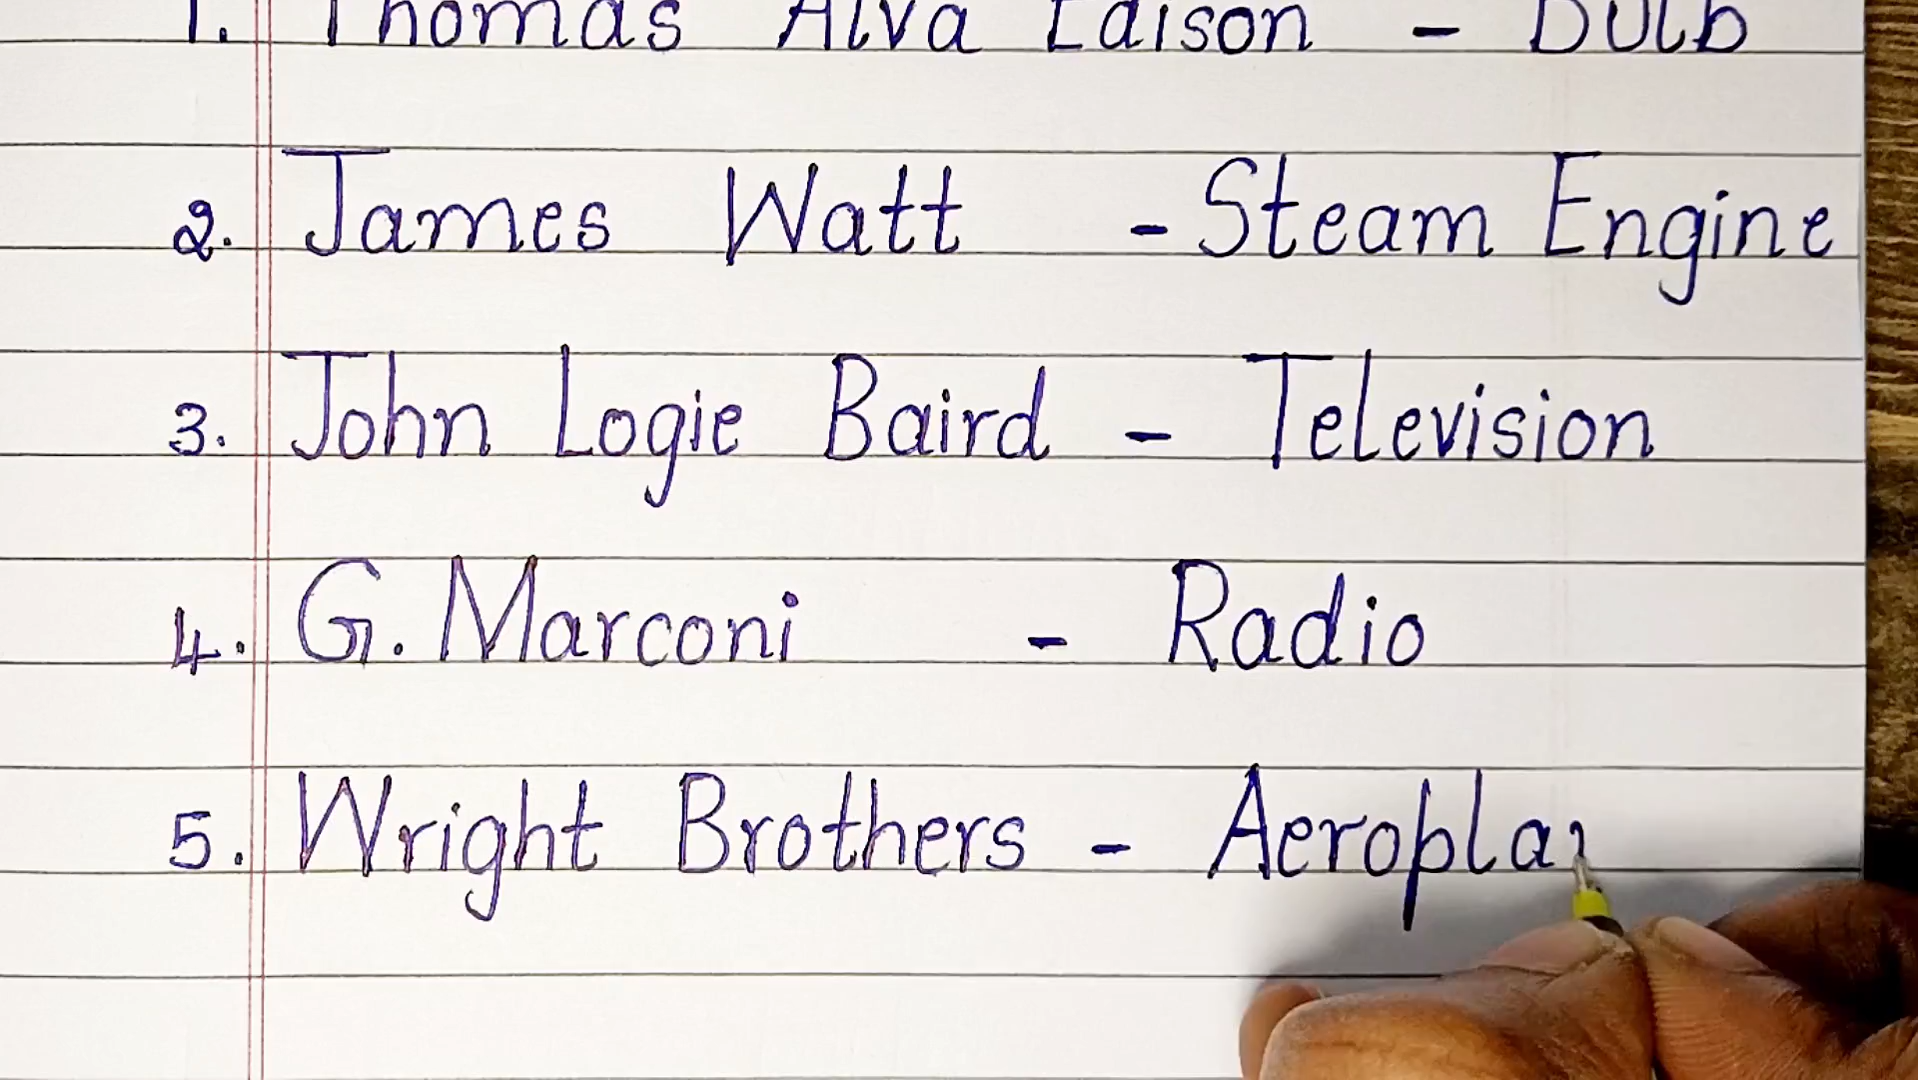 1. Thomas Alva Edison - Bulb
2. James Watt - Steam Engine
3. John Logie Baird - Television
4. G. Marconi - Radio
5. Wright Brothers - Aeropla